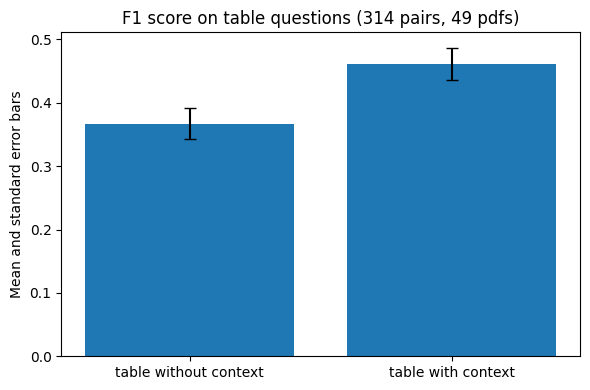 F1 score on table questions (314 pairs, 49 pdfs)
Mean and standard error bars
0.5
0.4
0.3
0.2
0.1
0.0
table without context
table with context